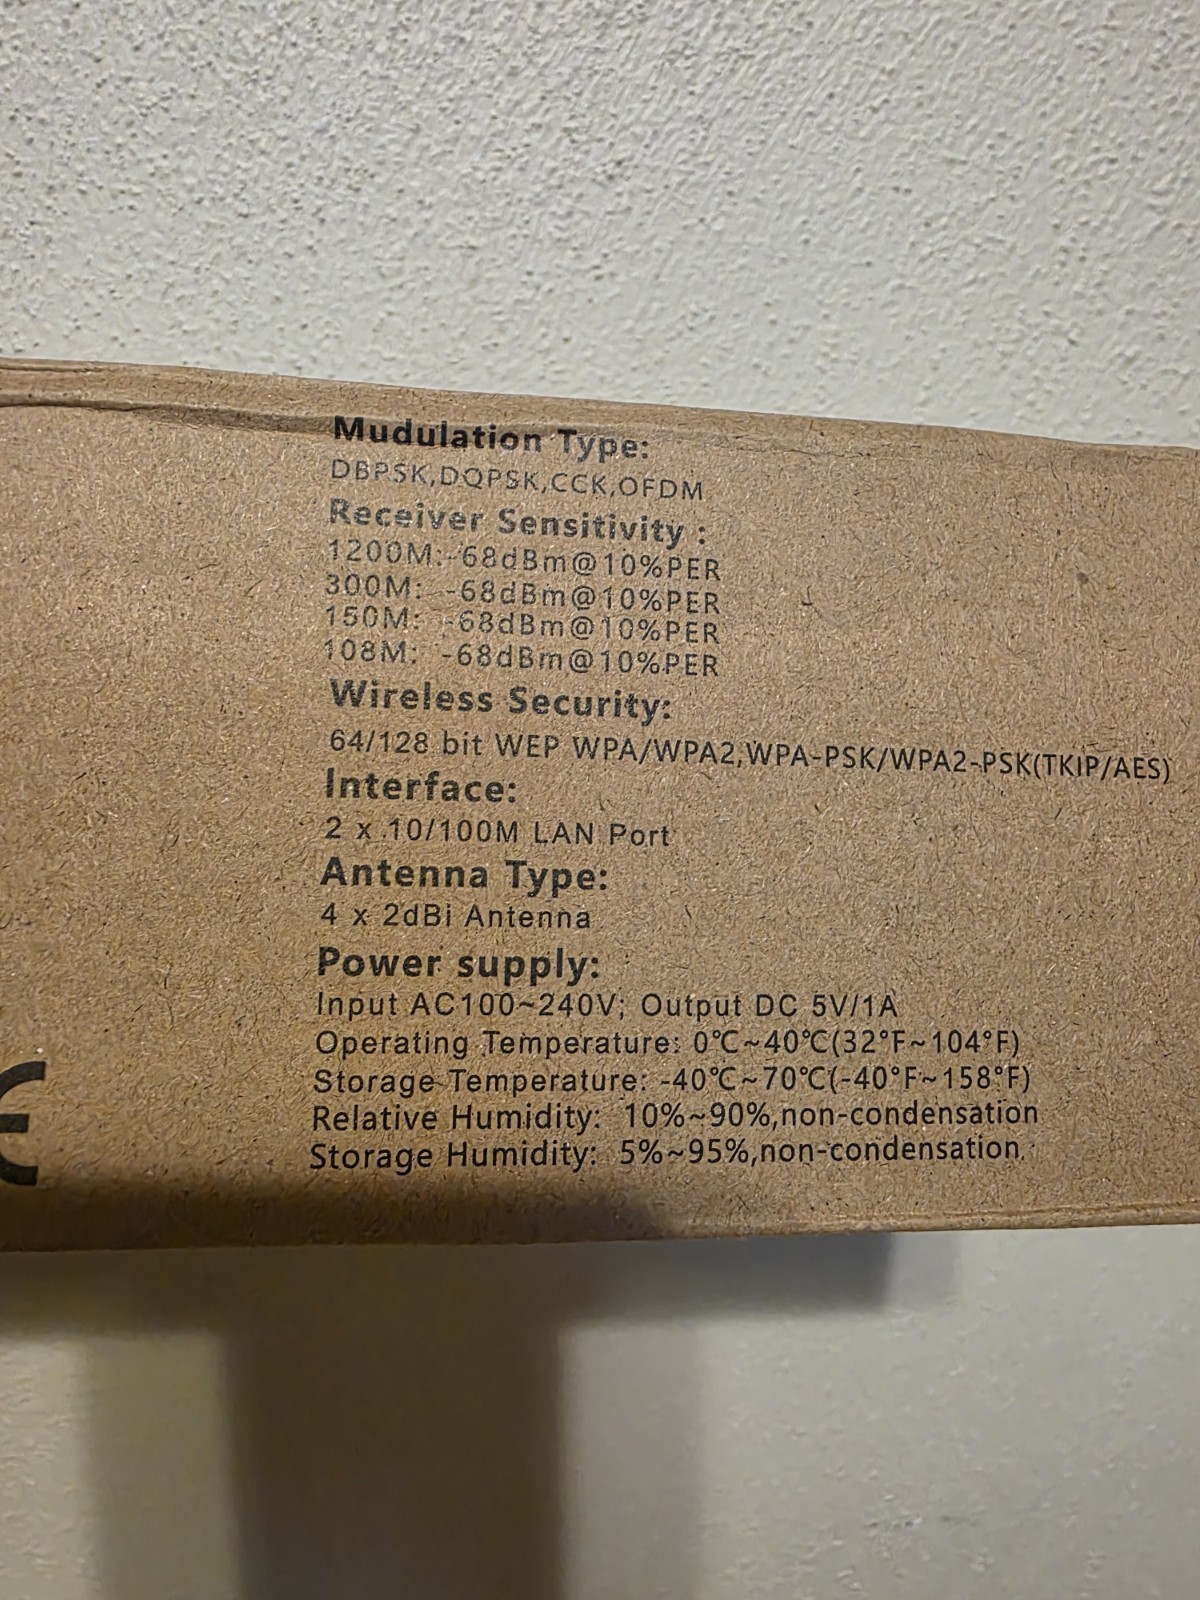 Mudulation Type:
DBPSK,DQPSK,CCK,OFDM
Receiver Sensitivity :
1200M:-68dBm@10%PER
300M: -68dBm@10%PER
150M: -68dBm@10%PER
108M: -68dBm@10%PER
Wireless Security:
64/128 bit WEP WPA/WPA2,WPA-PSK/WPA2-PSK(TKIP/AES)
Interface:
2 x 10/100M LAN Port
Antenna Type:
4 x 2dBi Antenna
Power supply:
Input AC100~240V; Output DC 5V/1A
Operating Temperature: 0℃~40℃(32°F~104°F)
Storage Temperature: -40℃~70℃(-40°F~158°F)
Relative Humidity: 10%~90%,non-condensation
Storage Humidity: 5%~95%,non-condensation